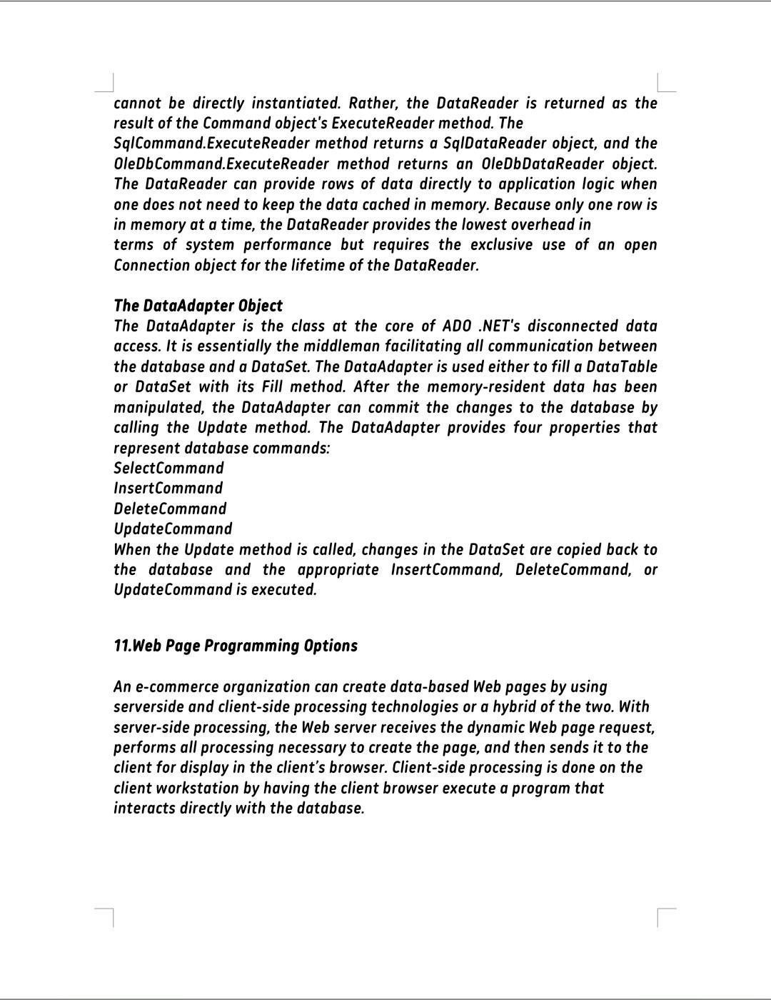 cannot be directly instantiated. Rather, the DataReader is returned as the
result of the Command object's ExecuteReader method. The
SqlCommand.ExecuteReader method returns a SqlDataReader object, and the
OleDbCommand.ExecuteReader method returns an OleDbDataReader object.
The DataReader can provide rows of data directly to application logic when
one does not need to keep the data cached in memory. Because only one row is
in memory at a time, the DataReader provides the lowest overhead in
terms of system performance but requires the exclusive use of an open
Connection object for the lifetime of the DataReader.
The DataAdapter Object
The DataAdapter is the class at the core of ADO .NET's disconnected data
access. It is essentially the middleman facilitating all communication between
the database and a DataSet. The DataAdapter is used either to fill a DataTable
or DataSet with its Fill method. After the memory-resident data has been
manipulated, the DataAdapter can commit the changes to the database by
calling the Update method. The DataAdapter provides four properties that
represent database commands:
SelectCommand
InsertCommand
DeleteCommand
UpdateCommand
When the Update method is called, changes in the DataSet are copied back to
the database and the appropriate InsertCommand, DeleteCommand, or
UpdateCommand is executed.
11.Web Page Programming Options
An e-commerce organization can create data-based Web pages by using
serverside and client-side processing technologies or a hybrid of the two. With
server-side processing, the Web server receives the dynamic Web page request,
performs all processing necessary to create the page, and then sends it to the
client for display in the client’s browser. Client-side processing is done on the
client workstation by having the client browser execute a program that
interacts directly with the database.